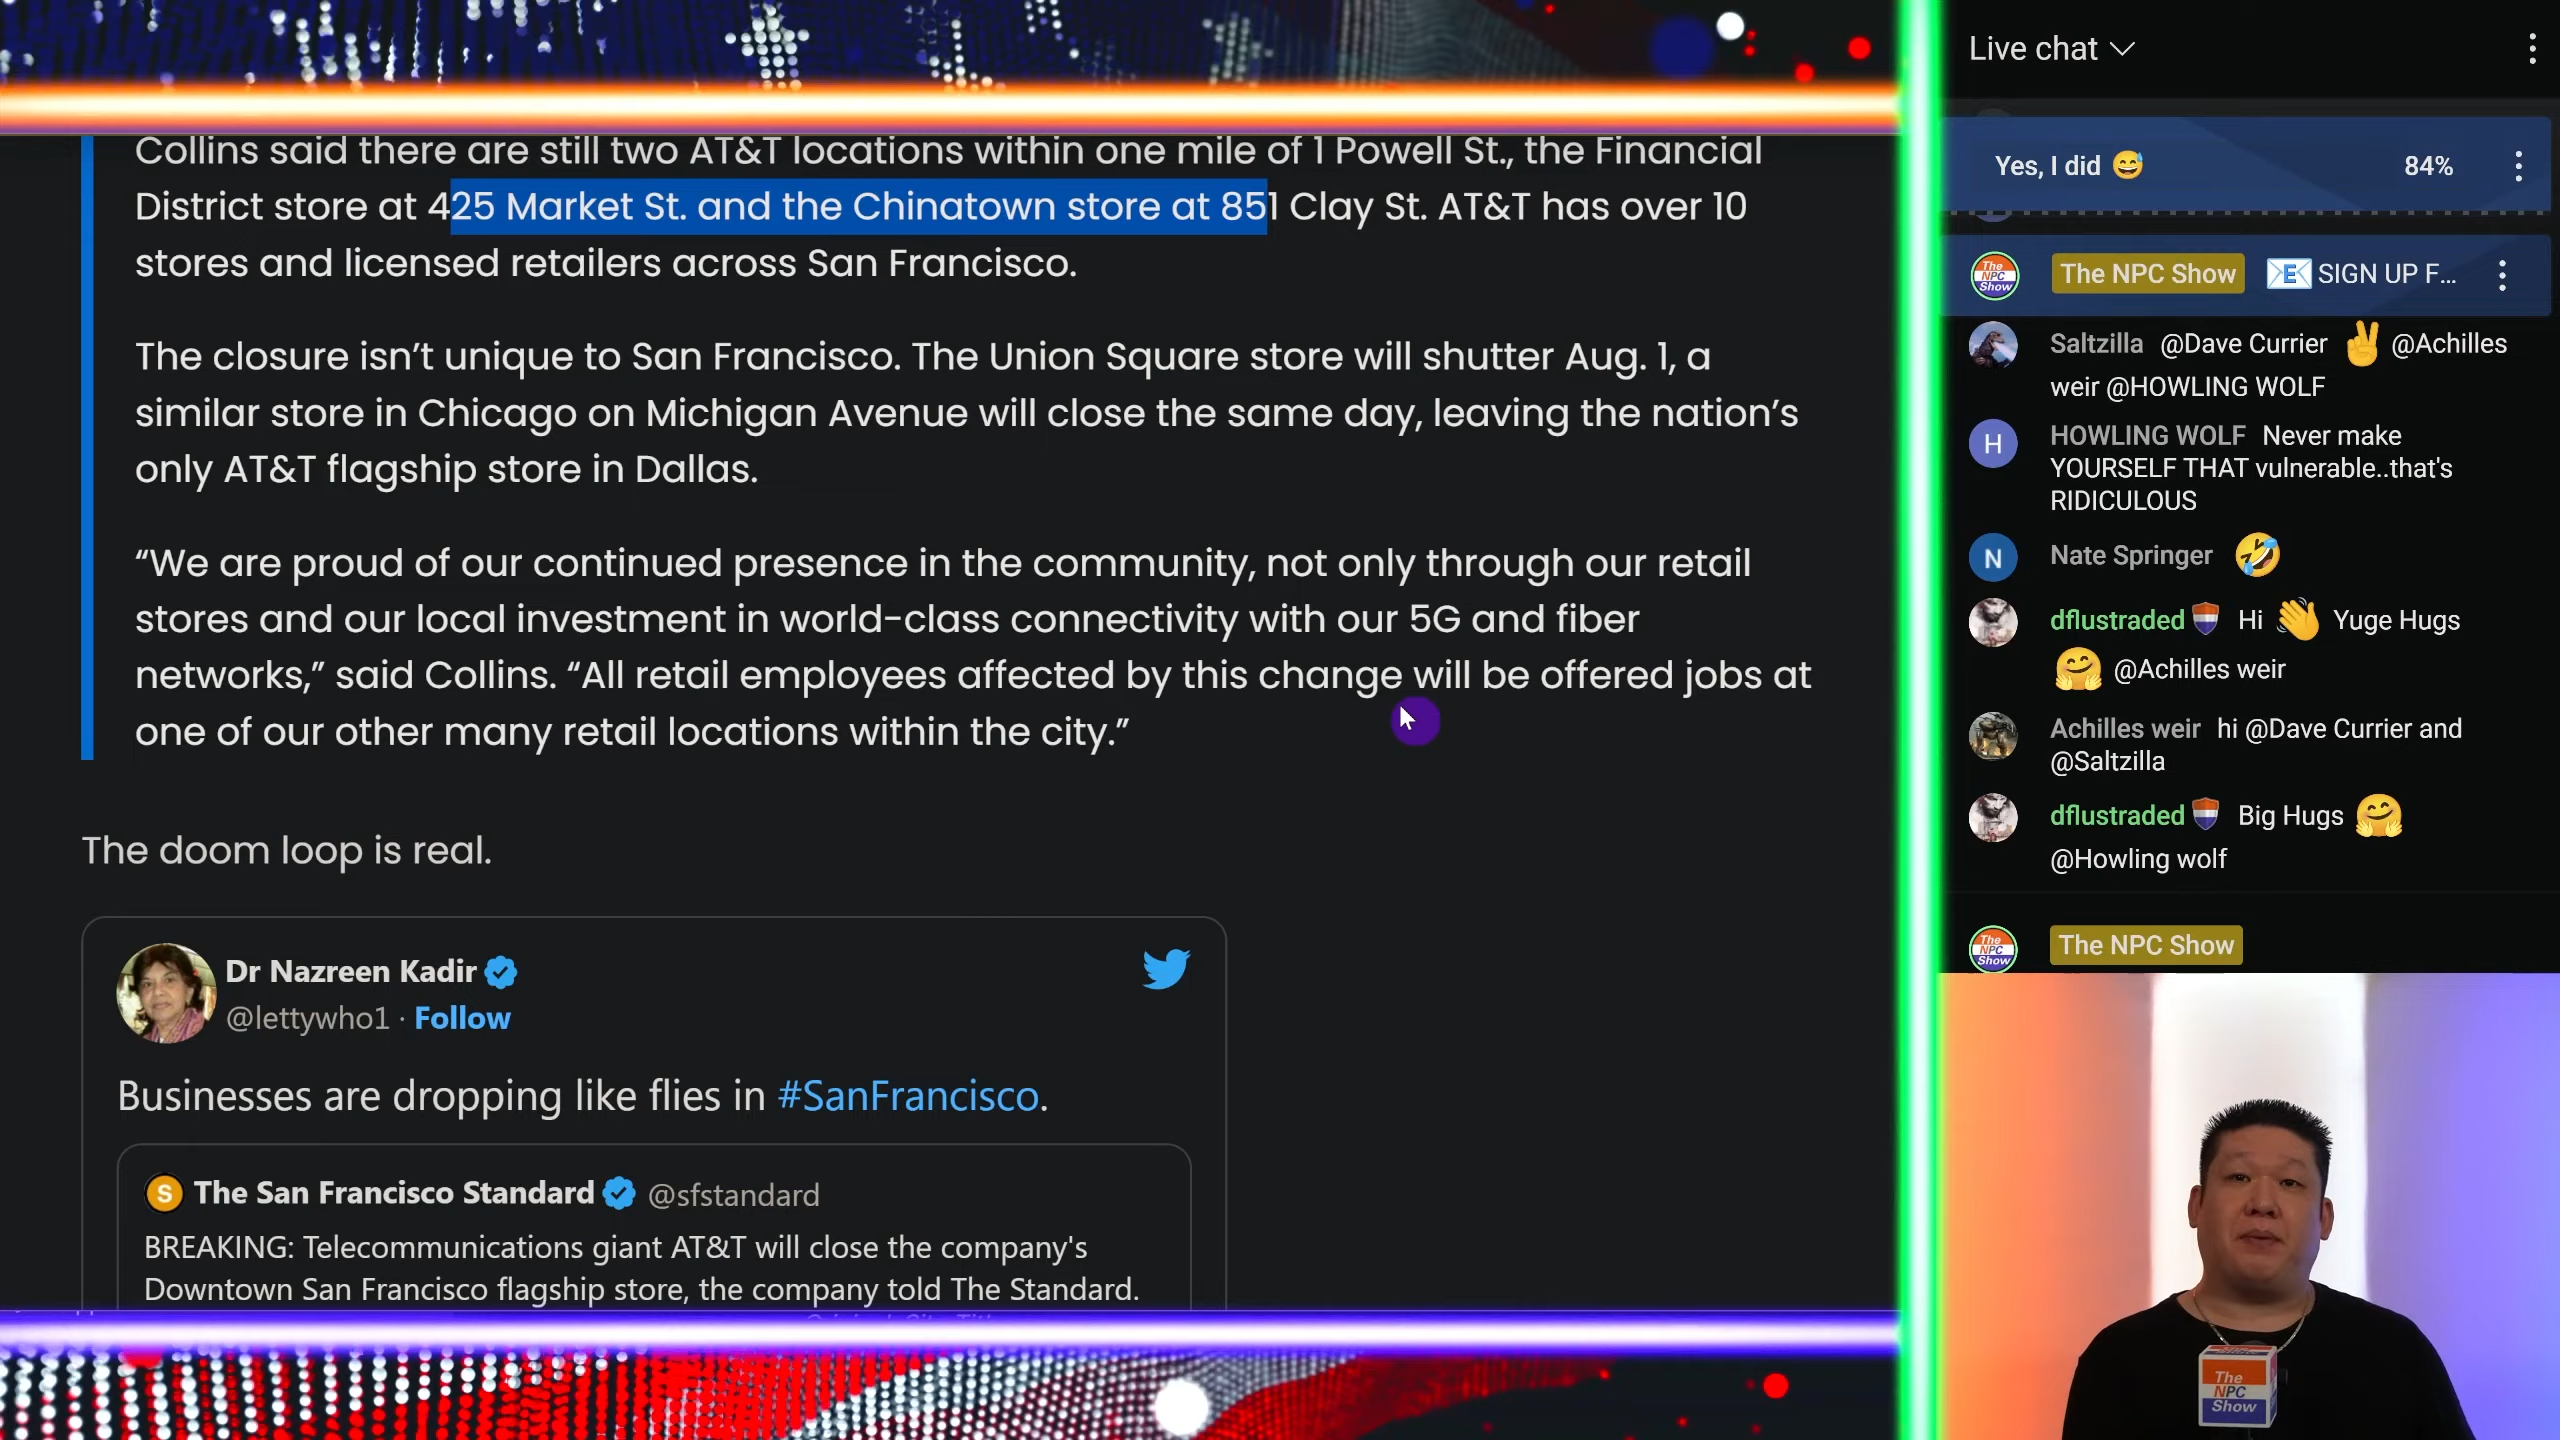 Collins said there are still two AT&T locations within one mile of 1 Powell St., the Financial
District store at 425 Market St. and the Chinatown store at 851 Clay St. AT&T has over 10
stores and licensed retailers across San Francisco.
The closure isn’t unique to San Francisco. The Union Square store will shutter Aug. 1, a
similar store in Chicago on Michigan Avenue will close the same day, leaving the nation’s
only AT&T flagship store in Dallas.
“We are proud of our continued presence in the community, not only through our retail
stores and our local investment in world-class connectivity with our 5G and fiber
networks,” said Collins. “All retail employees affected by this change will be offered jobs at
one of our other many retail locations within the city.”
The doom loop is real.
Dr Nazreen Kadir
@lettywho1 · Follow
Businesses are dropping like flies in #SanFrancisco.
S The San Francisco Standard @sfstandard
BREAKING: Telecommunications giant AT&T will close the company's
Downtown San Francisco flagship store, the company told The Standard.
Live chat
Yes, I did 😅 84%
The NPC Show
The NPC Show 📧 SIGN UP F...
Saltzilla @Dave Currier ✌ @Achilles
weir @HOWLING WOLF
H HOWLING WOLF Never make
YOURSELF THAT vulnerable..that's
RIDICULOUS
N Nate Springer 🤣
dflustraded Hi 👋 Yuge Hugs
🤗 @Achilles weir
Achilles weir hi @Dave Currier and
@Saltzilla
dflustraded Big Hugs 🤗
@Howling wolf
The NPC Show
The NPC Show
The
NPC
Show